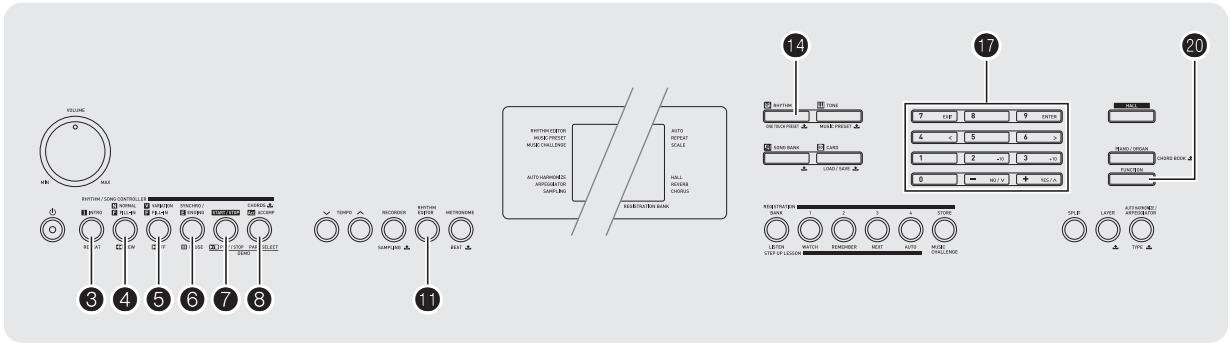 14
17
20
VOLUME
MIN
MAX
RHYTHM EDITOR
MUSIC PRESET
MUSIC CHALLENGE
AUTO
REPEAT
SCALE
AUTO HARMONIZE
ARPEGGIATOR
SAMPLING
HALL
REVERB
CHORUS
REGISTRATION BANK
RHYTHM
TONE
ONE TOUCH PRESET
MUSIC PRESET
SONG BANK
CARD
LOAD / SAVE
7 EXIT
8
9 ENTER
4 <
5
6 >
1
2 -10
3 +10
0
− NO / ∨
+ YES / ∧
HALL
PIANO / ORGAN
CHORD BOOK
FUNCTION
RHYTHM / SONG CONTROLLER
I INTRO
N NORMAL
F FILL-IN
V VARIATION
F FILL-IN
SYNCHRO /
E ENDING
START / STOP
CHORDS
ACCOMP
TEMPO
RECORDER
RHYTHM
EDITOR
METRONOME
SAMPLING
BEAT
PART SELECT
DEMO
REGISTRATION
BANK
1
2
3
4
STORE
LISTEN
WATCH
REMEMBER
NEXT
AUTO
MUSIC
CHALLENGE
STEP UP LESSON
SPLIT
LAYER
AUTO HARMONIZE /
ARPEGGIATOR
TYPE
3
4
5
6
7
8
11